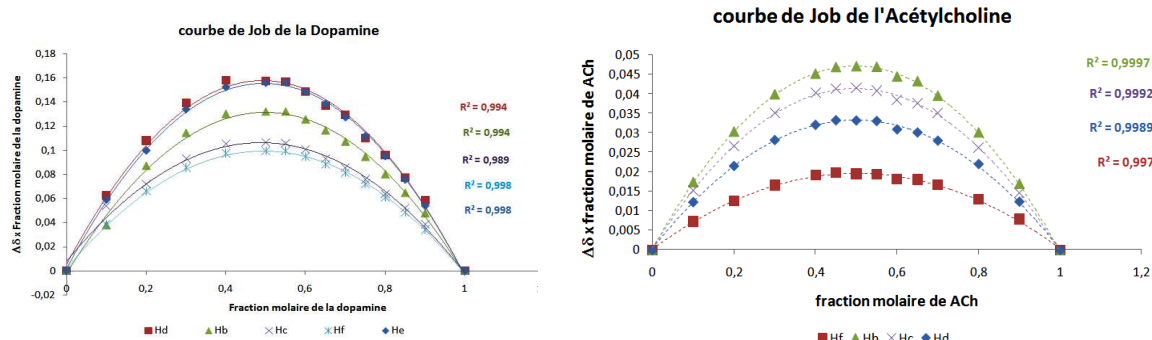 courbe de Job de la Dopamine
0,18
0,16
0,14
0,12
0,1
0,08
0,06
0,04
0,02
0
-0,02
Δδ x Fraction molaire de la dopamine
R² = 0,994
R² = 0,994
R² = 0,989
R² = 0,998
R² = 0,998
0 0,2 0,4 0,6 0,8 1
Fraction molaire de la dopamine
Hd Hb Hc Hf He
courbe de Job de l'Acétylcholine
0,05
0,045
0,04
0,035
0,03
0,025
0,02
0,015
0,01
0,005
0
Δδ x fraction molaire de ACh
R² = 0,9997
R² = 0,9992
R² = 0,9989
R² = 0,997
0 0,2 0,4 0,6 0,8 1 1,2
fraction molaire de ACh
Hf Hb Hc Hd